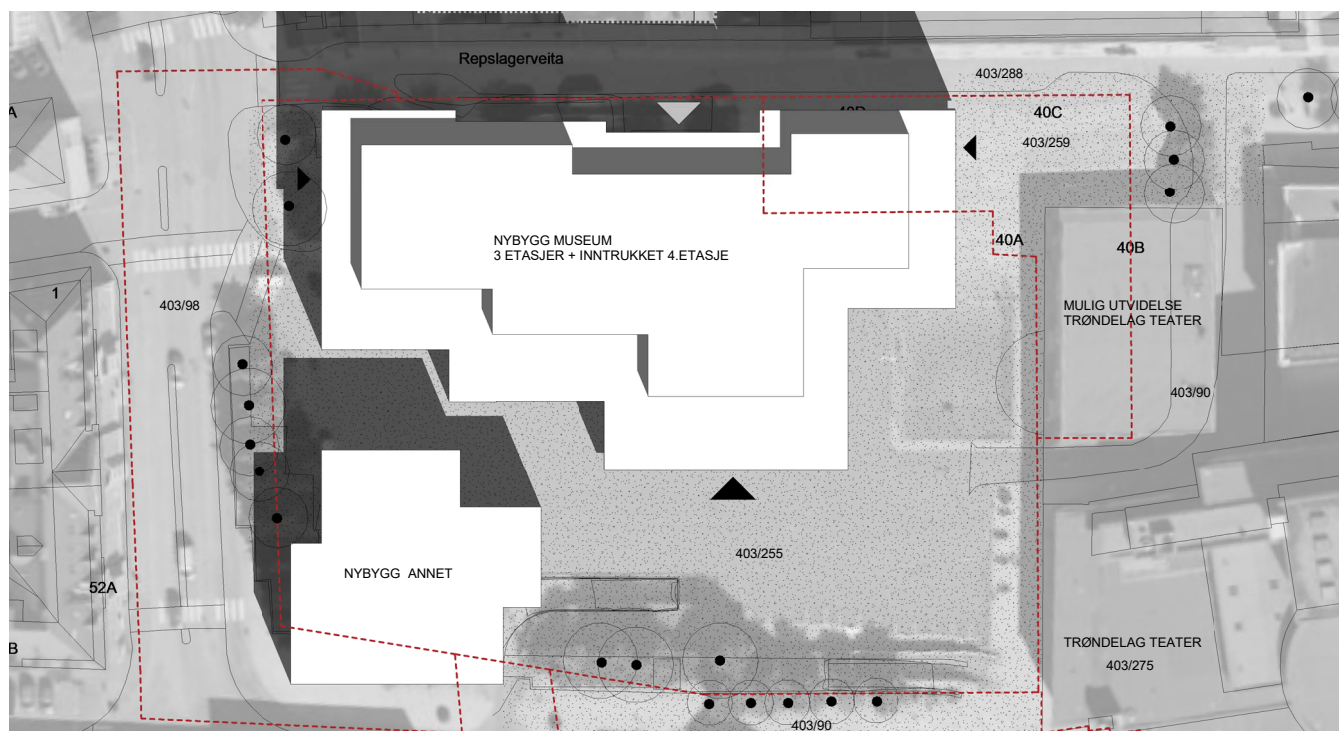 Repslagerveita
403/288
40D
40C
403/259
A
NYBYGG MUSEUM
3 ETASJER + INNTRUKKET 4.ETASJE
40A
40B
1
403/98
MULIG UTVIDELSE
TRØNDELAG TEATER
403/90
403/255
NYBYGG ANNET
52A
B
TRØNDELAG TEATER
403/275
403/90